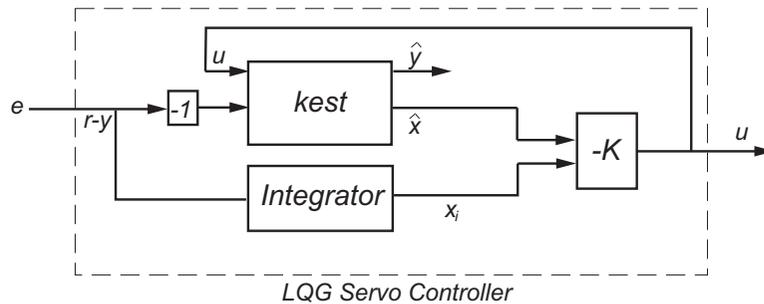 u
ŷ
kest
e
r-y
-1
x̂
-K
u
Integrator
xᵢ
LQG Servo Controller